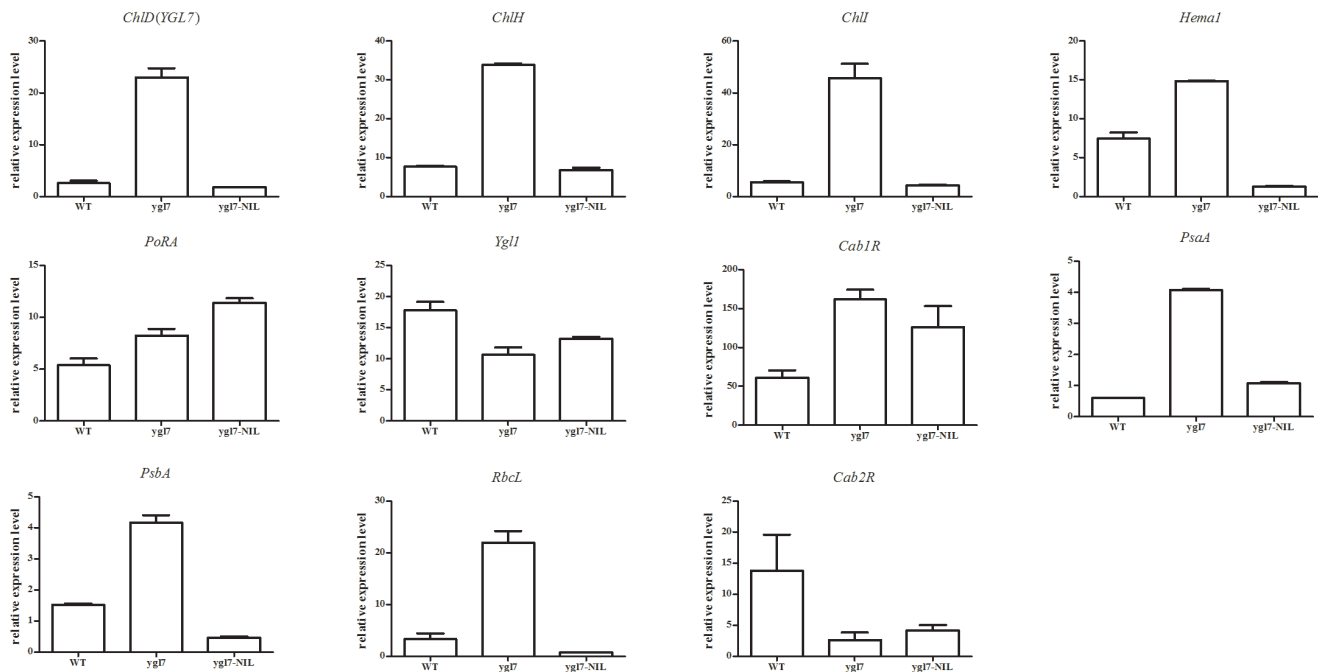 ChlD(YGL7)
relative expression level
30
20
10
0
WT ygl7 ygl7-NIL
ChlH
relative expression level
40
30
20
10
0
WT ygl7 ygl7-NIL
ChlI
relative expression level
60
40
20
0
WT ygl7 ygl7-NIL
Hema1
relative expression level
20
15
10
5
0
WT ygl7 ygl7-NIL
PoRA
relative expression level
15
10
5
0
WT ygl7 ygl7-NIL
Ygl1
relative expression level
25
20
15
10
5
0
WT ygl7 ygl7-NIL
Cab1R
relative expression level
200
150
100
50
0
WT ygl7 ygl7-NIL
PsaA
relative expression level
5
4
3
2
1
0
WT ygl7 ygl7-NIL
PsbA
relative expression level
5
4
3
2
1
0
WT ygl7 ygl7-NIL
RbcL
relative expression level
30
20
10
0
WT ygl7 ygl7-NIL
Cab2R
relative expression level
25
20
15
10
5
0
WT ygl7 ygl7-NIL